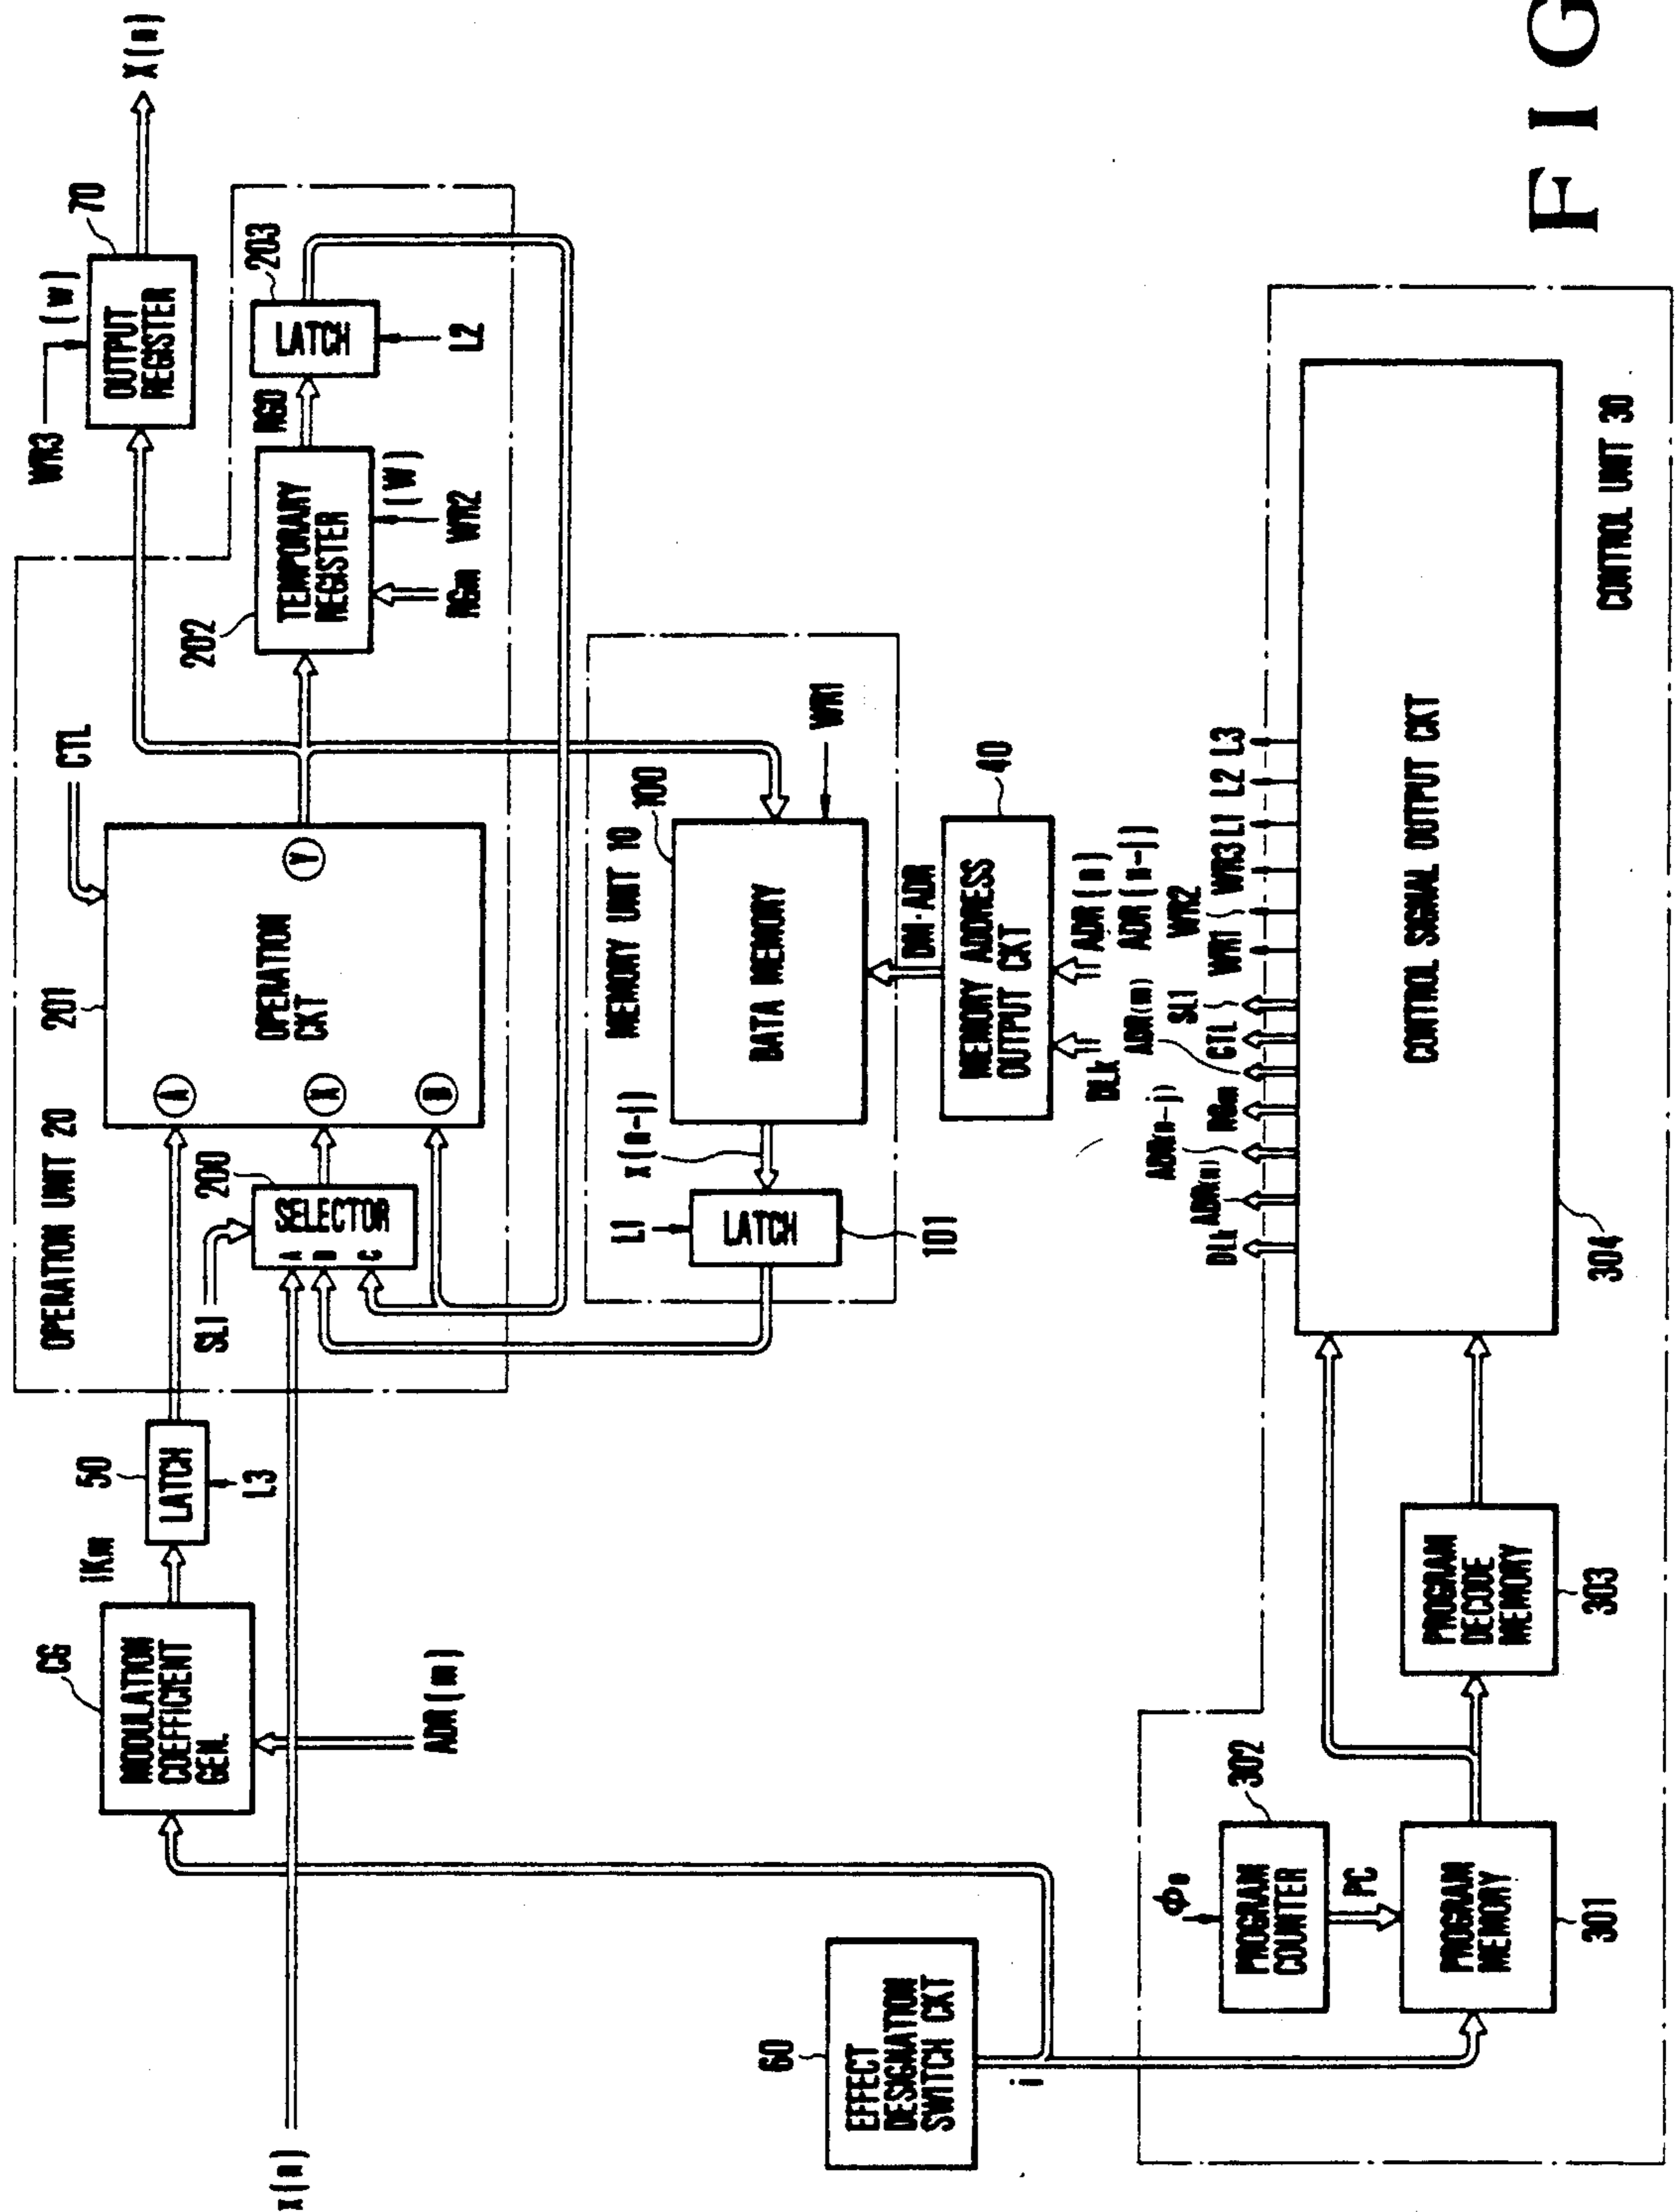 x(n)
MODULATION
COEFFICIENT
GEN.
CG
ADR(m)
iKm
LATCH
50
L3
OPERATION UNIT 20
SL1
SELECTOR
A
B
C
200
OPERATION
CKT
201
A
Y
CTL
TEMPORARY
REGISTER
202
RGm
WR2
(W)
RGD
LATCH
203
L2
WR3
(W)
OUTPUT
REGISTER
70
X(n)
MEMORY UNIT 10
DATA MEMORY
100
WR1
x(n-j)
LATCH
101
L1
DM·ADR
MEMORY ADDRESS
OUTPUT CKT
40
DLk
ADR(n)
ADR(n-j)
EFFECT
DESIGNATION
SWITCH CKT
60
i
φ0
PROGRAM
COUNTER
302
PC
PROGRAM
MEMORY
301
PROGRAM
DECODE
MEMORY
303
DLk
ADR(n)
ADR(n-j)
RGm
ADR(m)
CTL
SL1
WR1
WR2
WR3
L1
L2
L3
CONTROL SIGNAL OUTPUT CKT
304
CONTROL UNIT 30
FIG